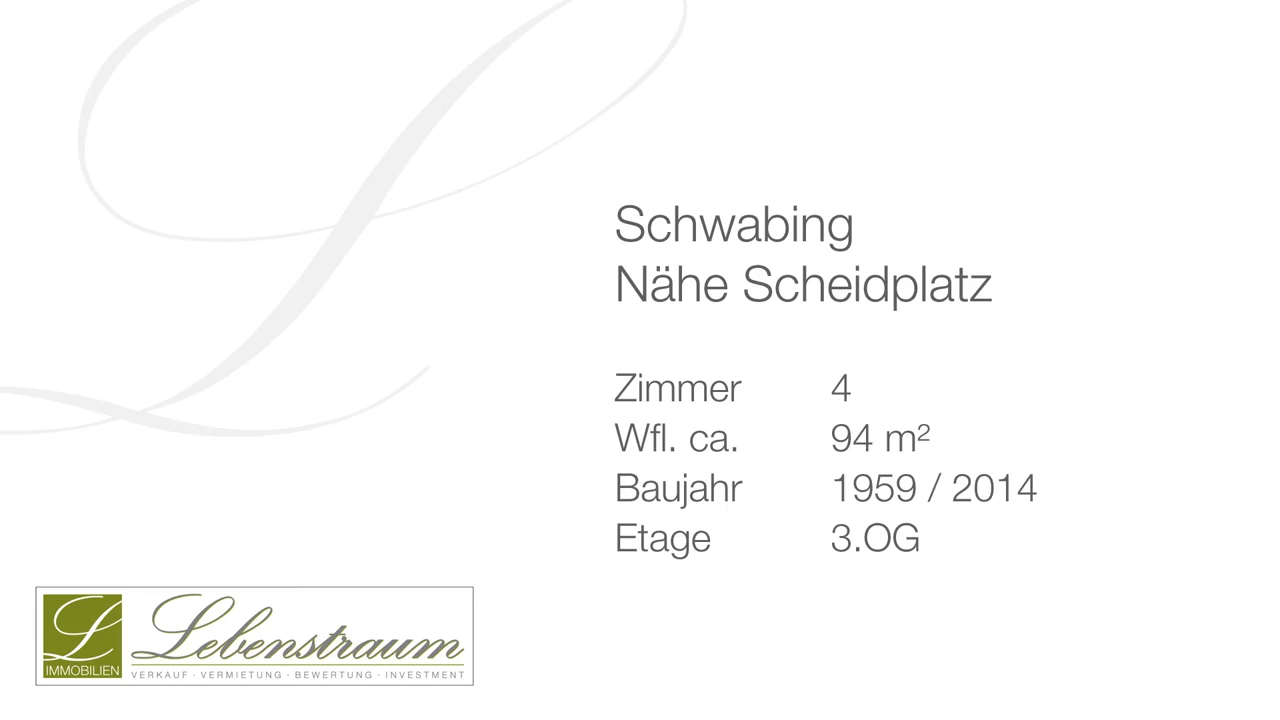 Schwabing
Nähe Scheidplatz
Zimmer 4
Wfl. ca. 94 m²
Baujahr 1959 / 2014
Etage 3.OG
L
IMMOBILIEN
Lebenstraum
VERKAUF · VERMIETUNG · BEWERTUNG · INVESTMENT